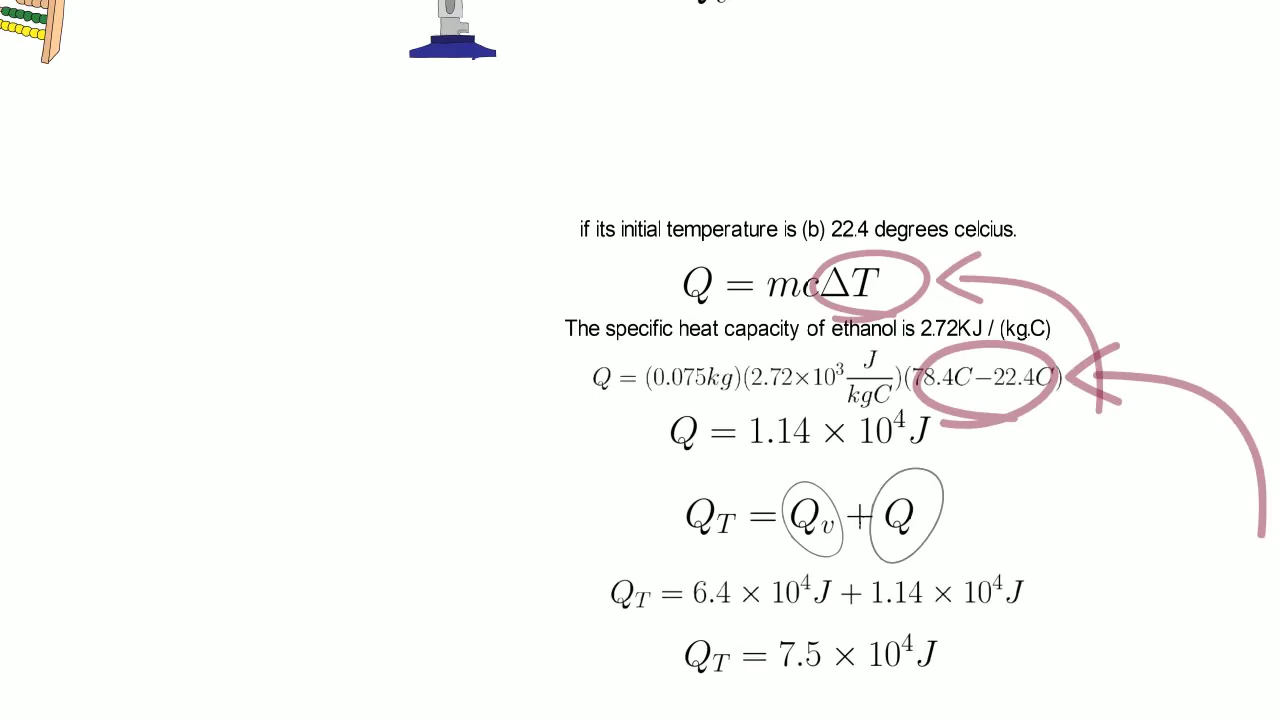 if its initial temperature is (b) 22.4 degrees celcius.
Q = mcΔT
The specific heat capacity of ethanol is 2.72KJ / (kg.C)
Q = (0.075kg)(2.72×10³ J/kgC)(78.4C−22.4C)
Q = 1.14 × 10⁴J
Q_T = Q_v + Q
Q_T = 6.4 × 10⁴J + 1.14 × 10⁴J
Q_T = 7.5 × 10⁴J